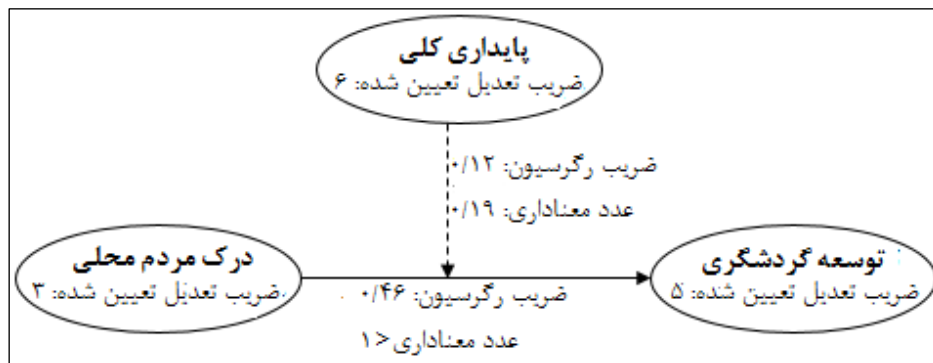 پایداری کلی
ضریب تعدیل تعیین شده: ۶
ضریب رگرسیون: ۰/۱۲
عدد معناداری: ۰/۱۹
توسعه گردشگری
ضریب تعدیل تعیین شده: ۵
درک مردم محلی
ضریب تعدیل تعیین شده: ۳
ضریب رگرسیون: ۰/۴۶
عدد معناداری<۱